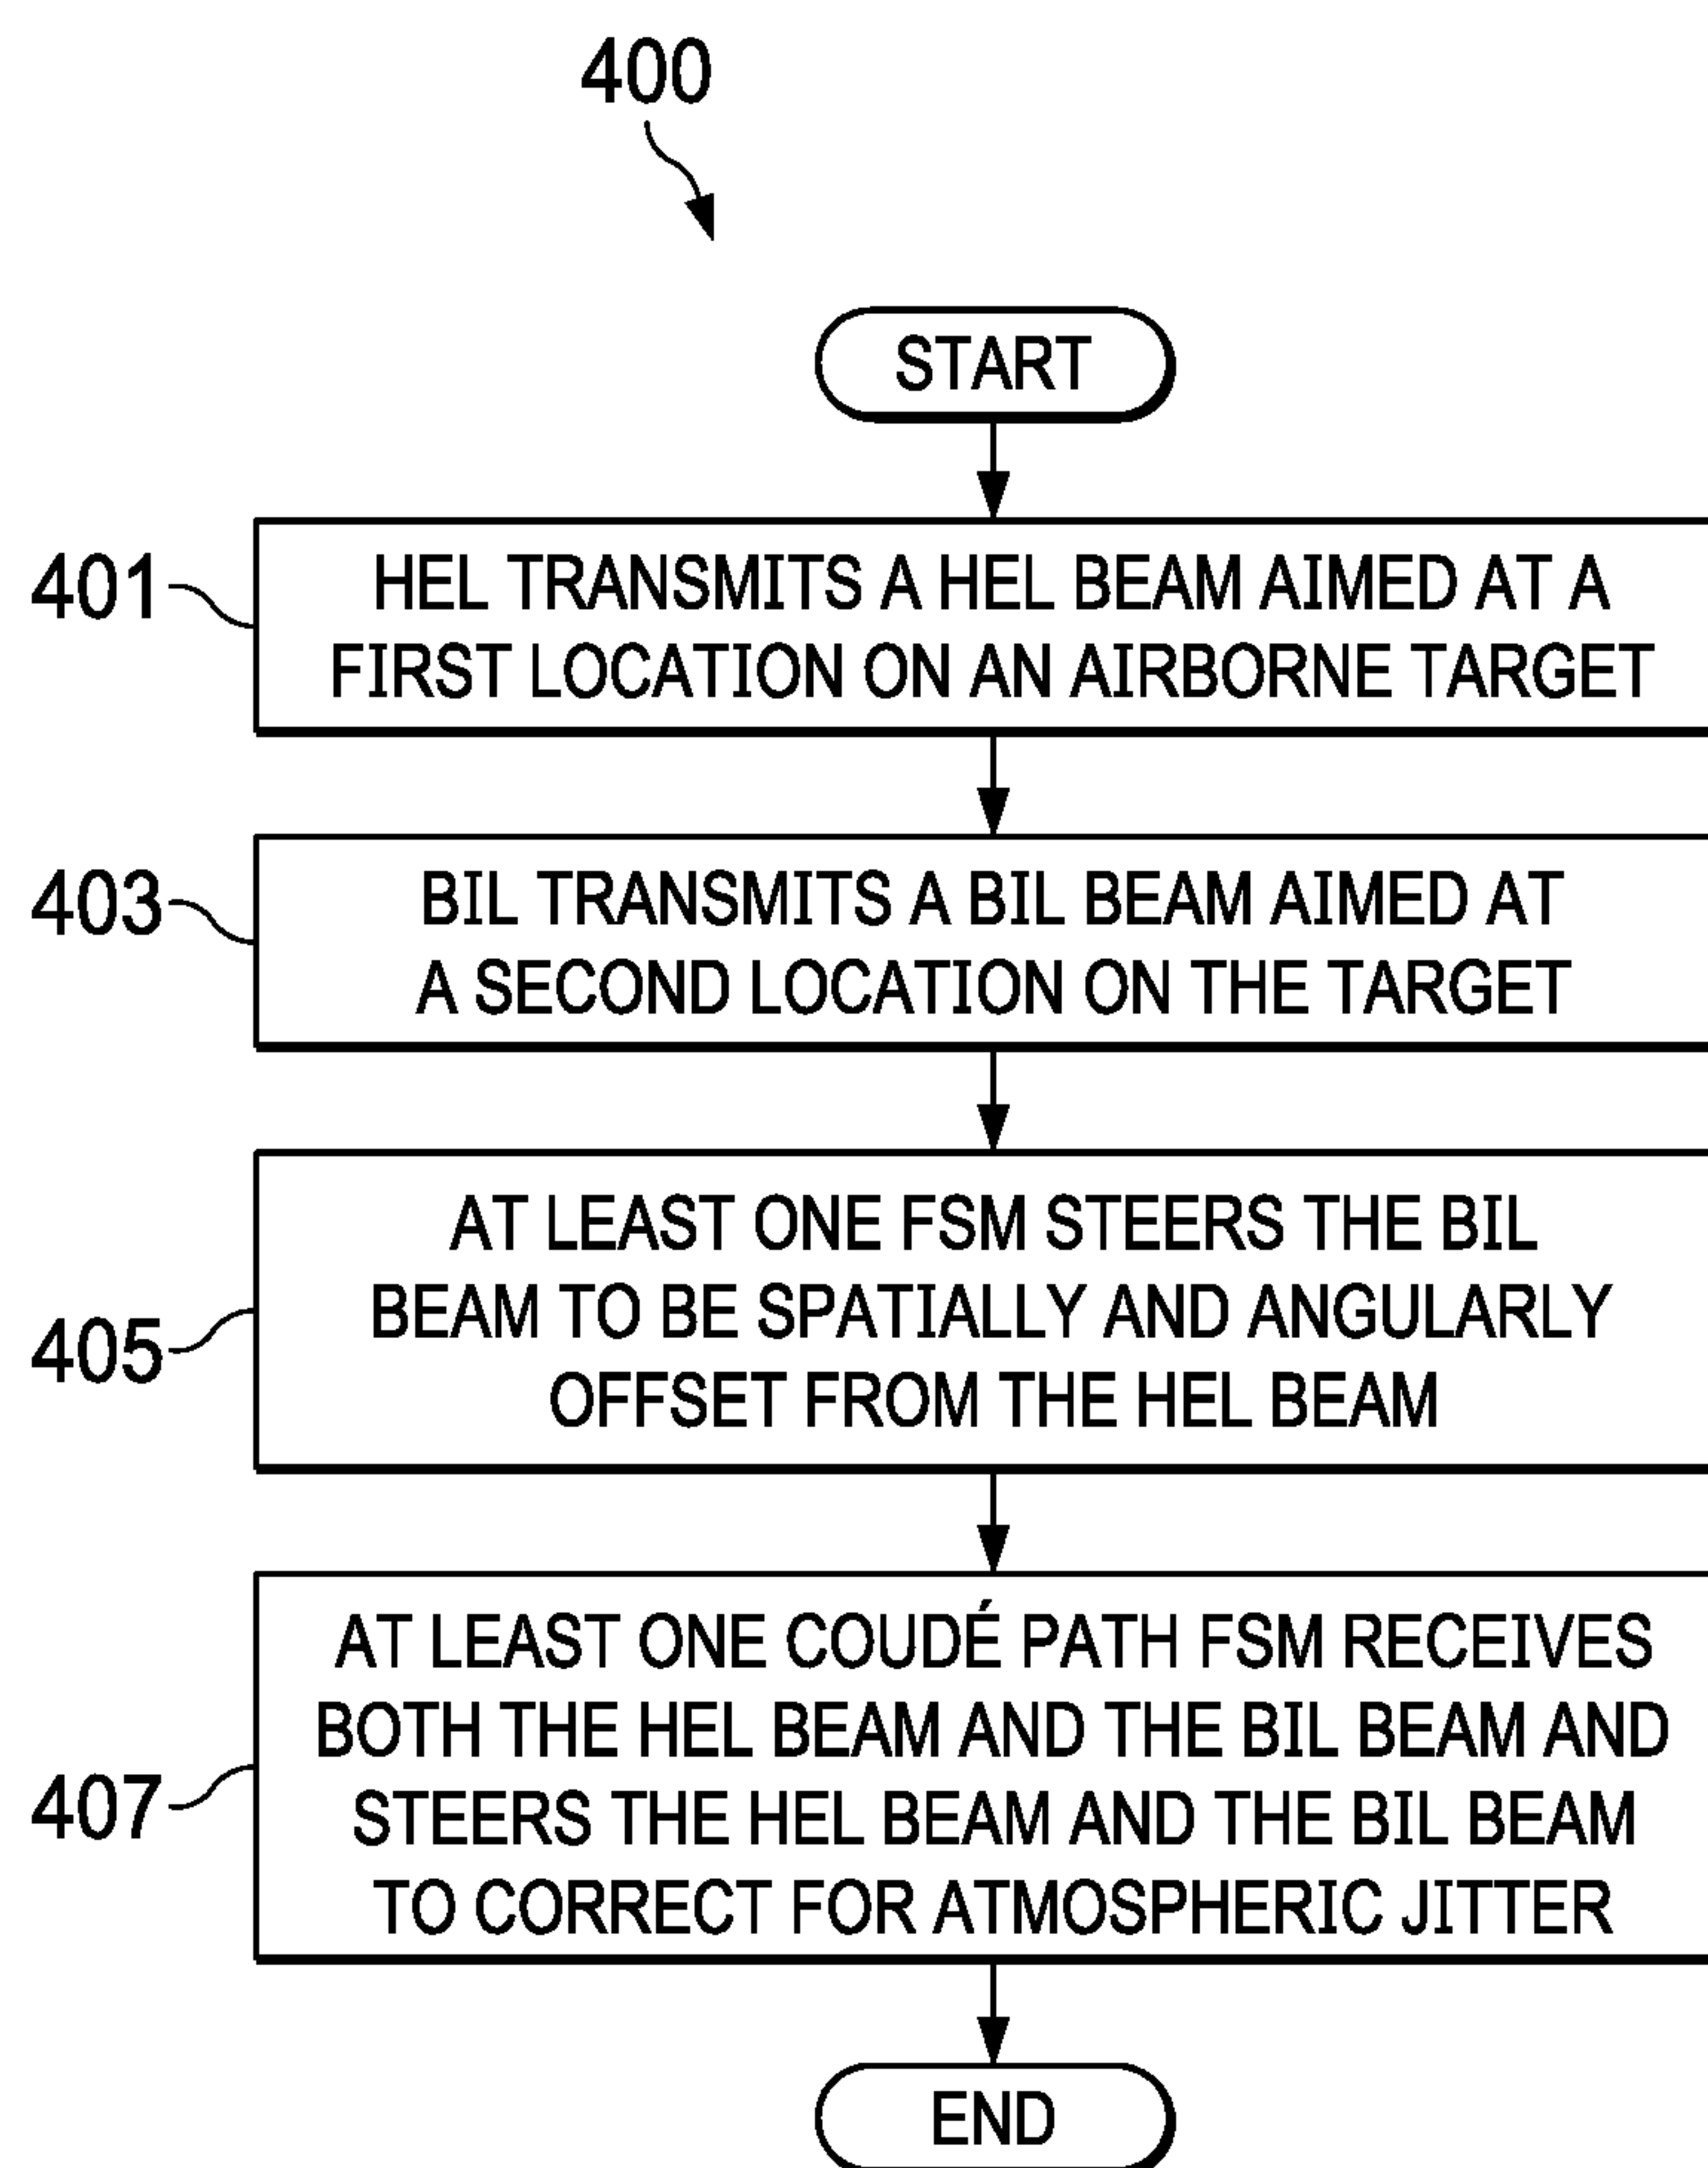 400
START
401
HEL TRANSMITS A HEL BEAM AIMED AT A
FIRST LOCATION ON AN AIRBORNE TARGET
403
BIL TRANSMITS A BIL BEAM AIMED AT
A SECOND LOCATION ON THE TARGET
405
AT LEAST ONE FSM STEERS THE BIL
BEAM TO BE SPATIALLY AND ANGULARLY
OFFSET FROM THE HEL BEAM
407
AT LEAST ONE COUDÉ PATH FSM RECEIVES
BOTH THE HEL BEAM AND THE BIL BEAM AND
STEERS THE HEL BEAM AND THE BIL BEAM
TO CORRECT FOR ATMOSPHERIC JITTER
END